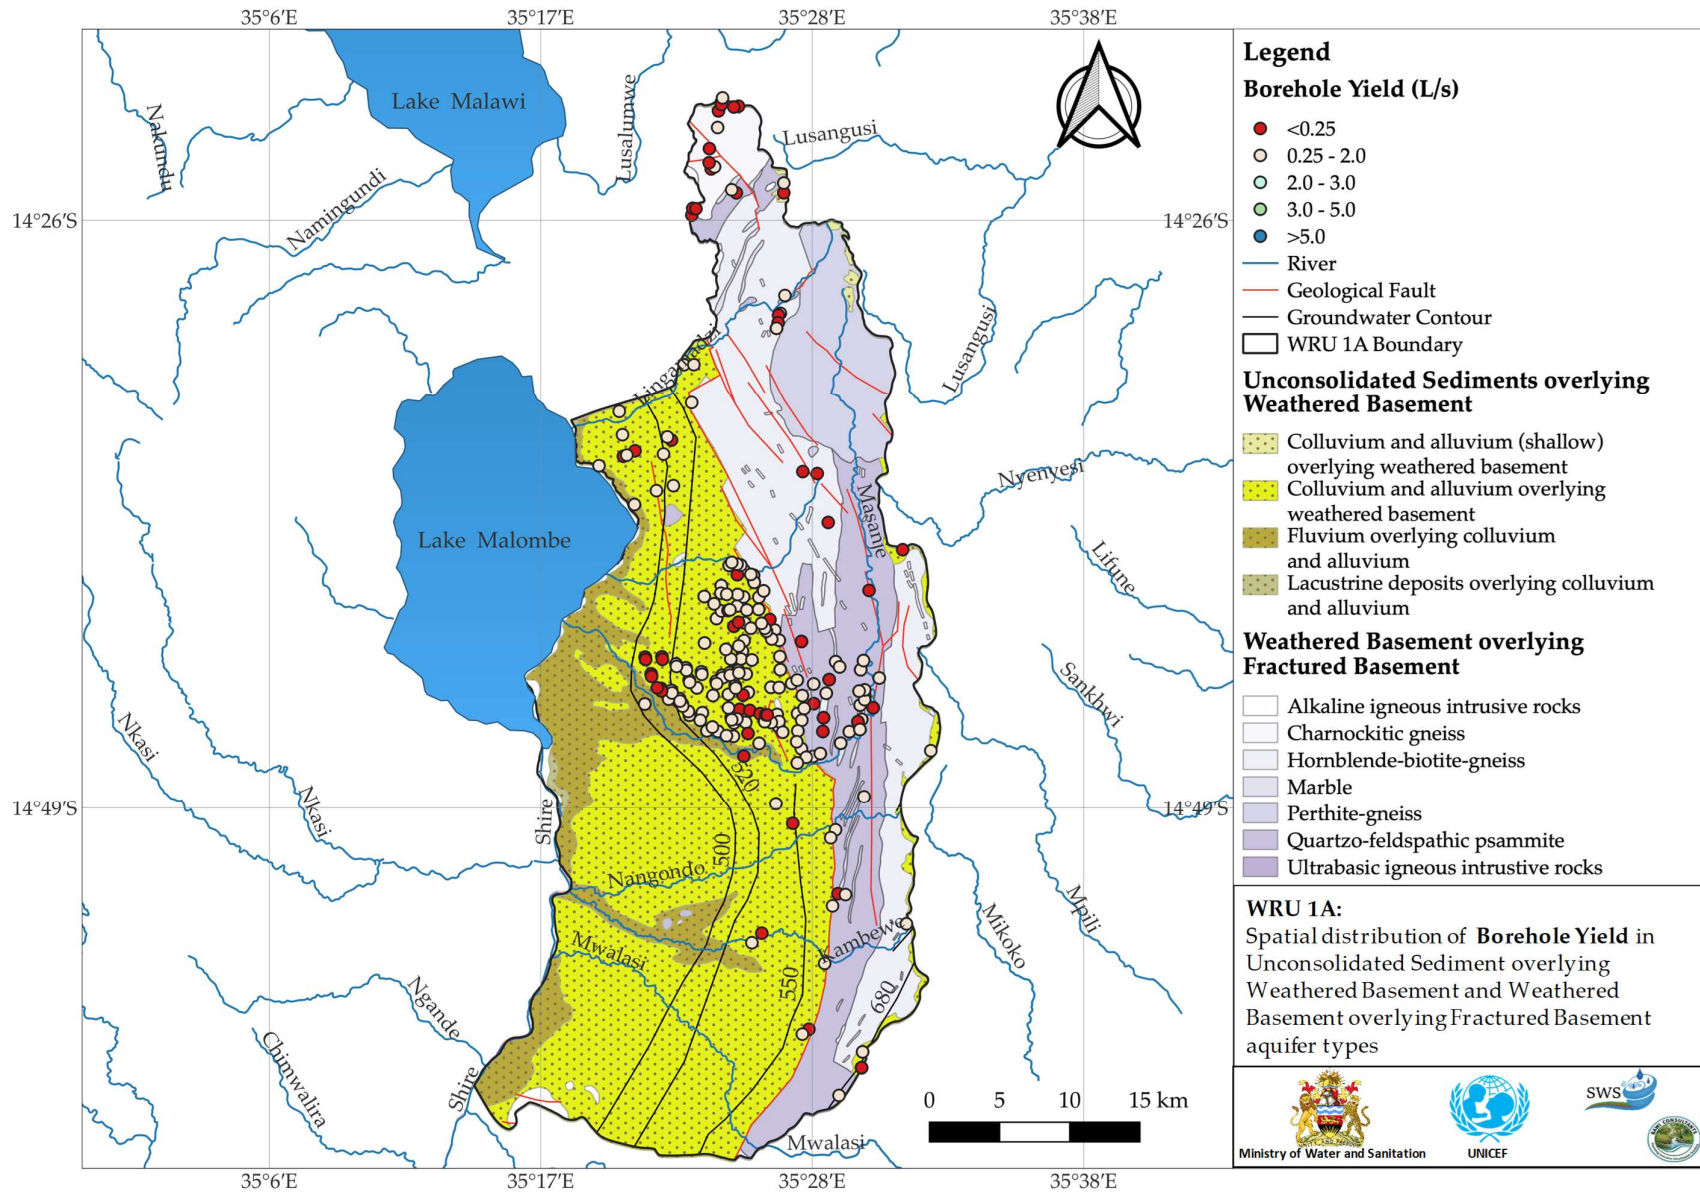 35°6′E
35°17′E
35°28′E
35°38′E
Legend
Borehole Yield (L/s)
<0.25
0.25 - 2.0
2.0 - 3.0
3.0 - 5.0
>5.0
River
Geological Fault
Groundwater Contour
WRU 1A Boundary
Unconsolidated Sediments overlying
Weathered Basement
Colluvium and alluvium (shallow)
overlying weathered basement
Colluvium and alluvium overlying
weathered basement
Fluvium overlying colluvium
and alluvium
Lacustrine deposits overlying colluvium
and alluvium
Weathered Basement overlying
Fractured Basement
Alkaline igneous intrusive rocks
Charnockitic gneiss
Hornblende-biotite-gneiss
Marble
Perthite-gneiss
Quartzo-feldspathic psammite
Ultrabasic igneous intrustive rocks
WRU 1A:
Spatial distribution of Borehole Yield in
Unconsolidated Sediment overlying
Weathered Basement and Weathered
Basement overlying Fractured Basement
aquifer types
Ministry of Water and Sanitation
UNICEF
SWS
Lake Malawi
Nakundu
Lusalumwe
Lusangusi
Namingundi
14°26′S
14°26′S
Lusangusi
Lake Malombe
Masanje
Nyenyesi
Lifune
Sankhwi
Nkasi
Nkasi
520
14°49′S
14°49′S
Shire
500
Nangondo
Mpili
Mikoko
Mwalasi
Kambewe
550
680
Ngande
Chimwalira
Shire
0 5 10 15 km
Mwalasi
35°6′E
35°17′E
35°28′E
35°38′E